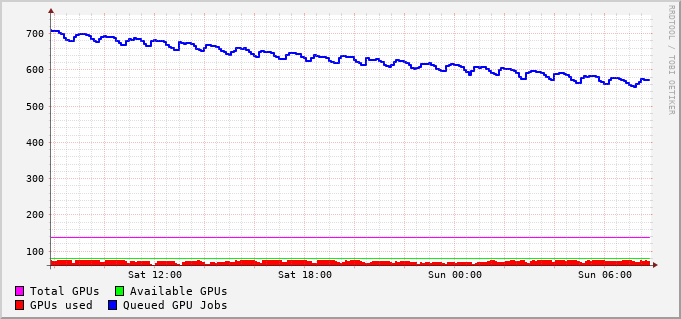 700
600
500
400
300
200
100
Sat 12:00 Sat 18:00 Sun 00:00 Sun 06:00
Total GPUs Available GPUs
GPUs used Queued GPU Jobs
RRDTOOL / TOBI OETIKER